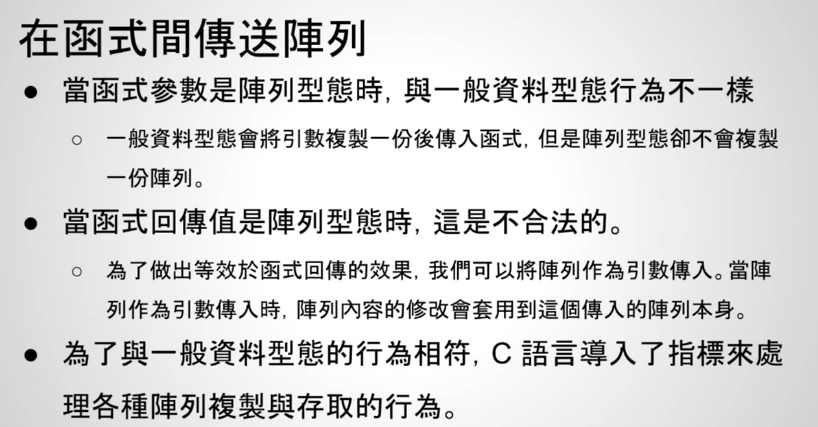 在函式間傳送陣列
● 當函式參數是陣列型態時, 與一般資料型態行為不一樣
○ 一般資料型態會將引數複製一份後傳入函式, 但是陣列型態卻不會複製
一份陣列。
● 當函式回傳值是陣列型態時, 這是不合法的。
○ 為了做出等效於函式回傳的效果, 我們可以將陣列作為引數傳入。當陣
列作為引數傳入時, 陣列內容的修改會套用到這個傳入的陣列本身。
● 為了與一般資料型態的行為相符, C 語言導入了指標來處
理各種陣列複製與存取的行為。